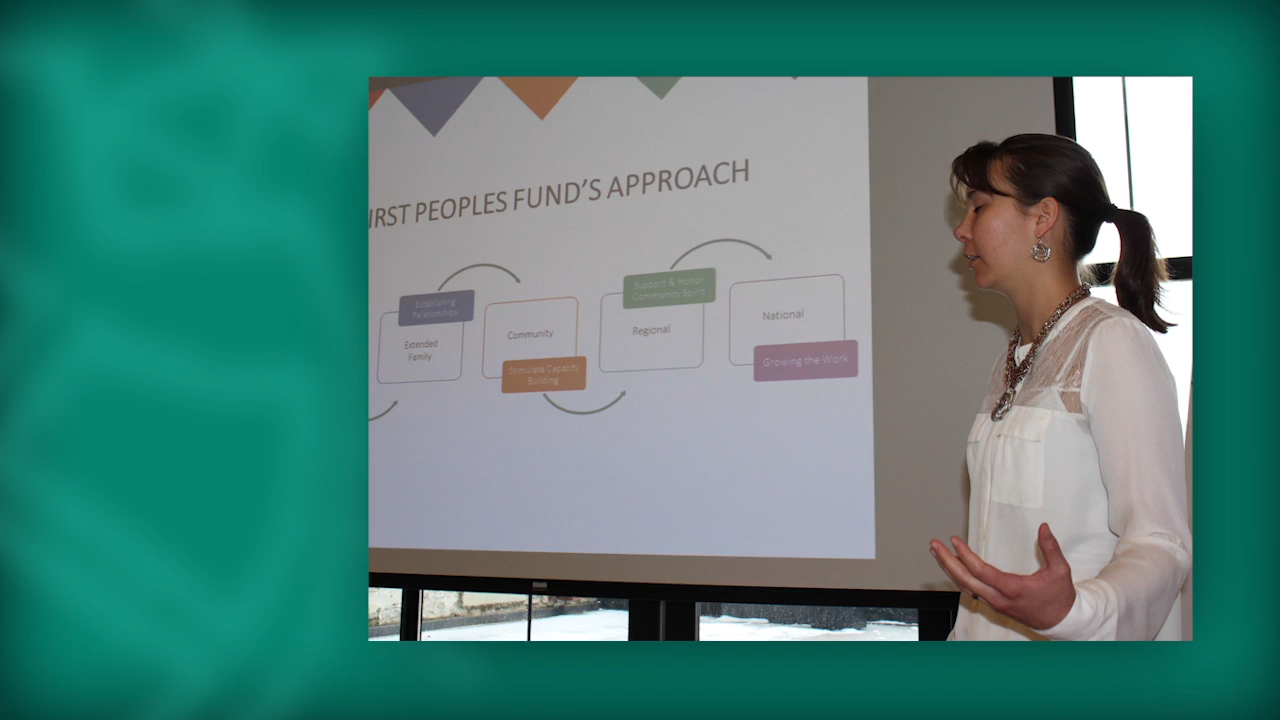 IRST PEOPLES FUND'S APPROACH
Establishing
Relationships
Extended
Family
Community
Stimulate Capacity
Building
Support & Honor
Community Spirit
Regional
National
Growing the Work